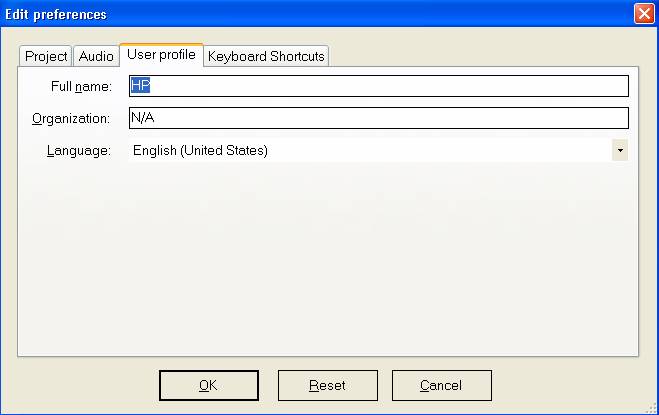 Edit preferences
Project Audio User profile Keyboard Shortcuts
Full name: HP
Organization: N/A
Language: English (United States)
OK Reset Cancel